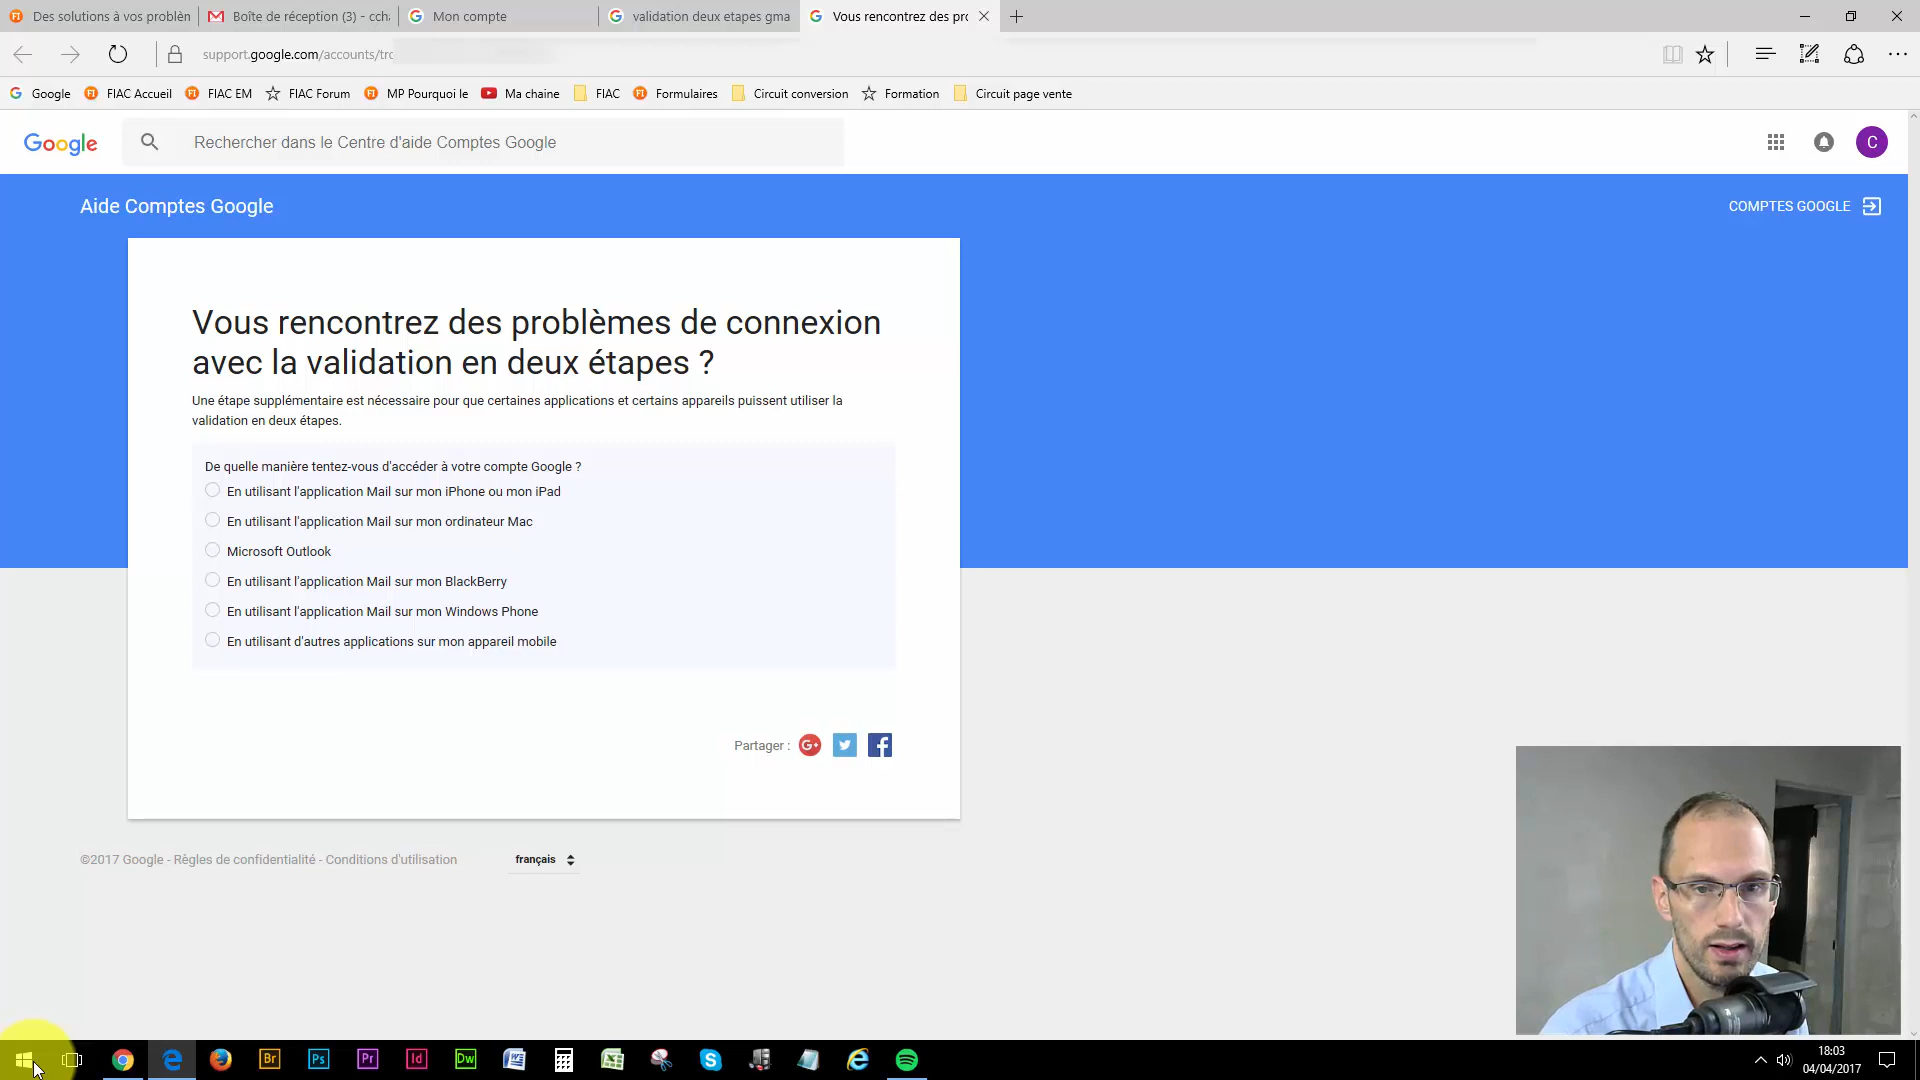 Des solutions à vos problèn
Boîte de réception (3) - cch
Mon compte
validation deux etapes gma
Vous rencontrez des pro
support.google.com/accounts/tr
Google
FIAC Accueil
FIAC EM
FIAC Forum
MP Pourquoi le
Ma chaine
FIAC
Formulaires
Circuit conversion
Formation
Circuit page vente
Google
Rechercher dans le Centre d'aide Comptes Google
C
Aide Comptes Google
COMPTES GOOGLE
Vous rencontrez des problèmes de connexion
avec la validation en deux étapes ?
Une étape supplémentaire est nécessaire pour que certaines applications et certains appareils puissent utiliser la
validation en deux étapes.
De quelle manière tentez-vous d'accéder à votre compte Google ?
En utilisant l'application Mail sur mon iPhone ou mon iPad
En utilisant l'application Mail sur mon ordinateur Mac
Microsoft Outlook
En utilisant l'application Mail sur mon BlackBerry
En utilisant l'application Mail sur mon Windows Phone
En utilisant d'autres applications sur mon appareil mobile
Partager :
G+
©2017 Google - Règles de confidentialité - Conditions d'utilisation
français
Br
Ps
Pr
Id
Dw
18:03
04/04/2017